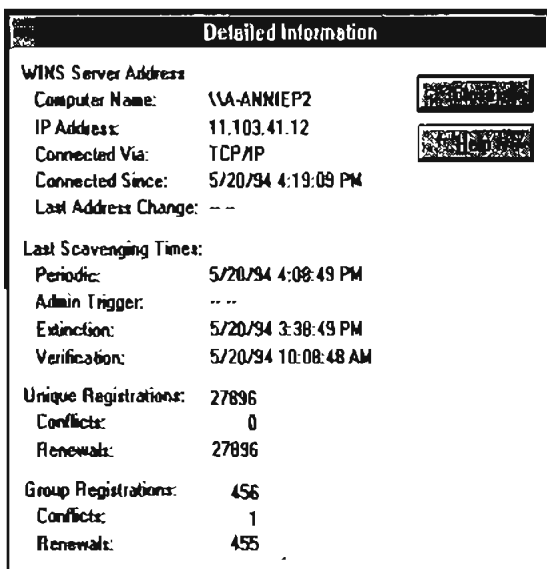 Detailed Information
WINS Server Address
Computer Name: \\A-ANNIEP2
IP Address: 11.103.41.12
Connected Via: TCP/IP
Connected Since: 5/20/94 4:19:09 PM
Last Address Change: -- --
Help
Last Scavenging Times:
Periodic: 5/20/94 4:08:49 PM
Admin Trigger: -- --
Extinction: 5/20/94 3:38:49 PM
Verification: 5/20/94 10:08:48 AM
Unique Registrations: 27896
Conflicts: 0
Renewals: 27896
Group Registrations: 456
Conflicts: 1
Renewals: 455